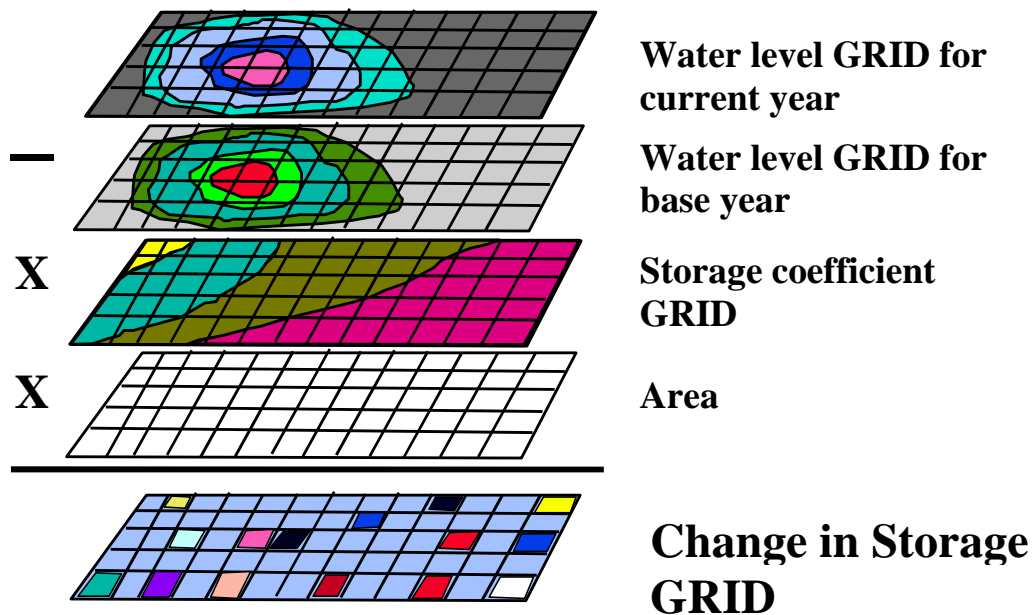 Water level GRID for
current year
—
Water level GRID for
base year
X
Storage coefficient
GRID
X
Area
Change in Storage
GRID